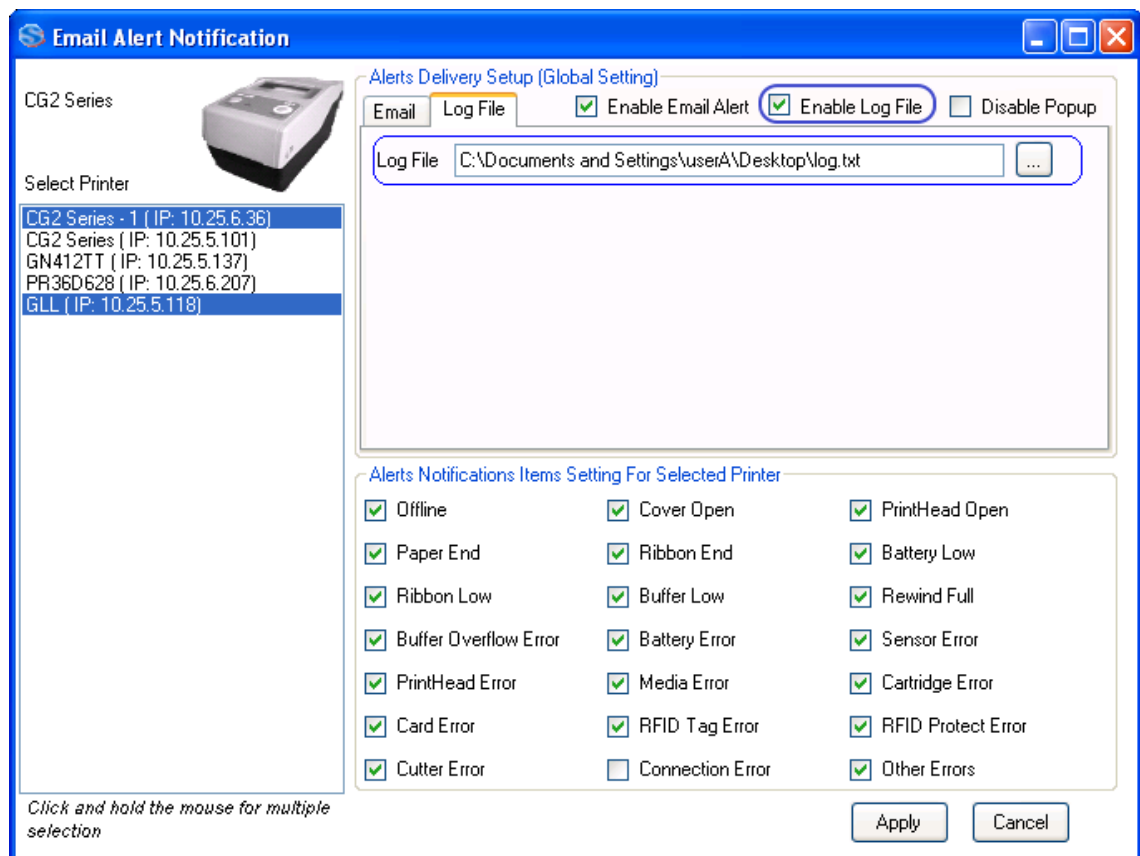 Email Alert Notification
CG2 Series
Select Printer
CG2 Series - 1 ( IP: 10.25.6.36)
CG2 Series ( IP: 10.25.5.101)
GN412TT ( IP: 10.25.5.137)
PR36D628 ( IP: 10.25.6.207)
GLL ( IP: 10.25.5.118)
Click and hold the mouse for multiple
selection
Alerts Delivery Setup (Global Setting)
Email Log File Enable Email Alert Enable Log File Disable Popup
Log File C:\Documents and Settings\userA\Desktop\log.txt ...
Alerts Notifications Items Setting For Selected Printer
Offline Cover Open PrintHead Open
Paper End Ribbon End Battery Low
Ribbon Low Buffer Low Rewind Full
Buffer Overflow Error Battery Error Sensor Error
PrintHead Error Media Error Cartridge Error
Card Error RFID Tag Error RFID Protect Error
Cutter Error Connection Error Other Errors
Apply Cancel